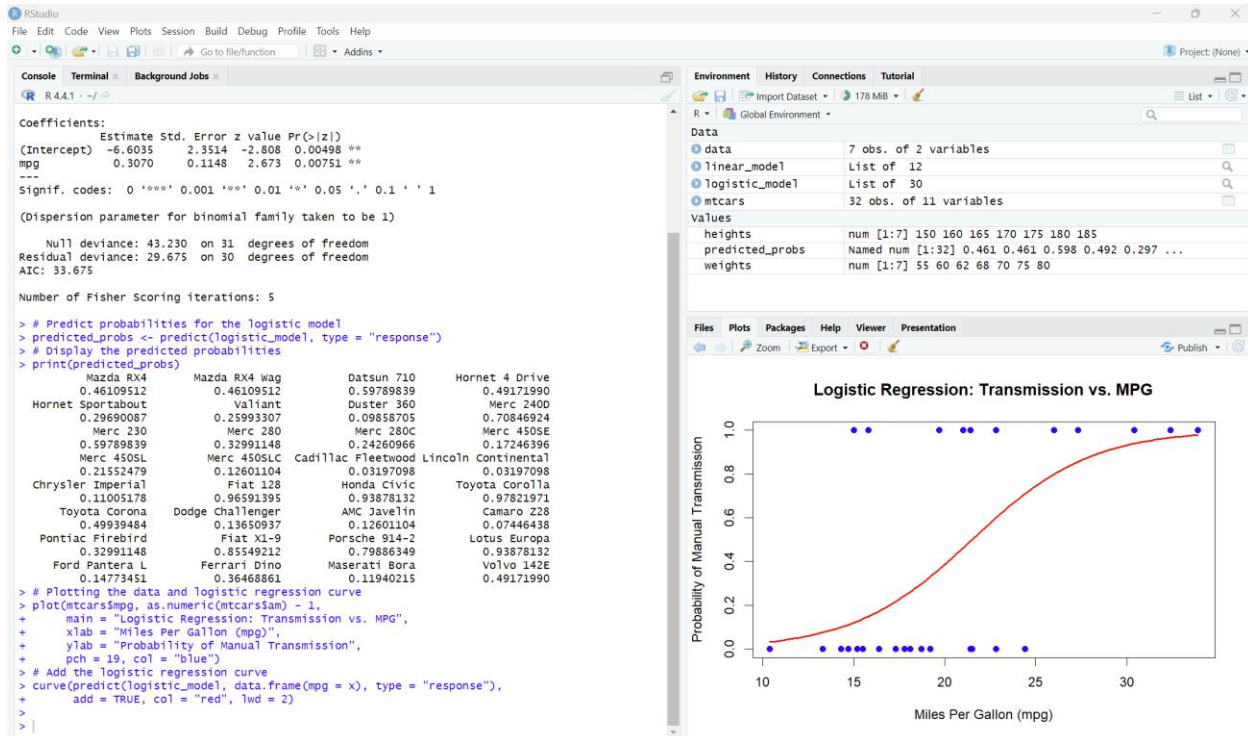 RStudio
File Edit Code View Plots Session Build Debug Profile Tools Help
Go to file/function Addins
Project: (None)
Console Terminal Background Jobs
R 4.4.1 · ~/
Coefficients:
Estimate Std. Error z value Pr(>|z|)
(Intercept) -6.6035 2.3514 -2.808 0.00498 **
mpg 0.3070 0.1148 2.673 0.00751 **
---
Signif. codes: 0 ‘***’ 0.001 ‘**’ 0.01 ‘*’ 0.05 ‘.’ 0.1 ‘ ’ 1
(Dispersion parameter for binomial family taken to be 1)
Null deviance: 43.230 on 31 degrees of freedom
Residual deviance: 29.675 on 30 degrees of freedom
AIC: 33.675
Number of Fisher Scoring iterations: 5
> # Predict probabilities for the logistic model
> predicted_probs <- predict(logistic_model, type = "response")
> # Display the predicted probabilities
> print(predicted_probs)
Mazda RX4 Mazda RX4 Wag Datsun 710 Hornet 4 Drive
0.46109512 0.46109512 0.59789839 0.49171990
Hornet Sportabout Valiant Duster 360 Merc 240D
0.29690087 0.25993307 0.09858705 0.70846924
Merc 230 Merc 280 Merc 280C Merc 450SE
0.59789839 0.32991148 0.24260966 0.17246396
Merc 450SL Merc 450SLC Cadillac Fleetwood Lincoln Continental
0.21552479 0.12601104 0.03197098 0.03197098
Chrysler Imperial Fiat 128 Honda Civic Toyota Corolla
0.11005178 0.96591395 0.93878132 0.97821971
Toyota Corona Dodge Challenger AMC Javelin Camaro Z28
0.49939484 0.13650937 0.12601104 0.07446438
Pontiac Firebird Fiat X1-9 Porsche 914-2 Lotus Europa
0.32991148 0.85549212 0.79886349 0.93878132
Ford Pantera L Ferrari Dino Maserati Bora Volvo 142E
0.14773451 0.36468861 0.11940215 0.49171990
> # Plotting the data and logistic regression curve
> plot(mtcars$mpg, as.numeric(mtcars$am) - 1,
+ main = "Logistic Regression: Transmission vs. MPG",
+ xlab = "Miles Per Gallon (mpg)",
+ ylab = "Probability of Manual Transmission",
+ pch = 19, col = "blue")
> # Add the logistic regression curve
> curve(predict(logistic_model, data.frame(mpg = x), type = "response"),
+ add = TRUE, col = "red", lwd = 2)
>
>
Environment History Connections Tutorial
Import Dataset 178 MiB List
R Global Environment
Data
data 7 obs. of 2 variables
linear_model List of 12
logistic_model List of 30
mtcars 32 obs. of 11 variables
Values
heights num [1:7] 150 160 165 170 175 180 185
predicted_probs Named num [1:32] 0.461 0.461 0.598 0.492 0.297 ...
weights num [1:7] 55 60 62 68 70 75 80
Files Plots Packages Help Viewer Presentation
Zoom Export Publish
Logistic Regression: Transmission vs. MPG
Probability of Manual Transmission
1.0
0.8
0.6
0.4
0.2
0.0
10 15 20 25 30
Miles Per Gallon (mpg)